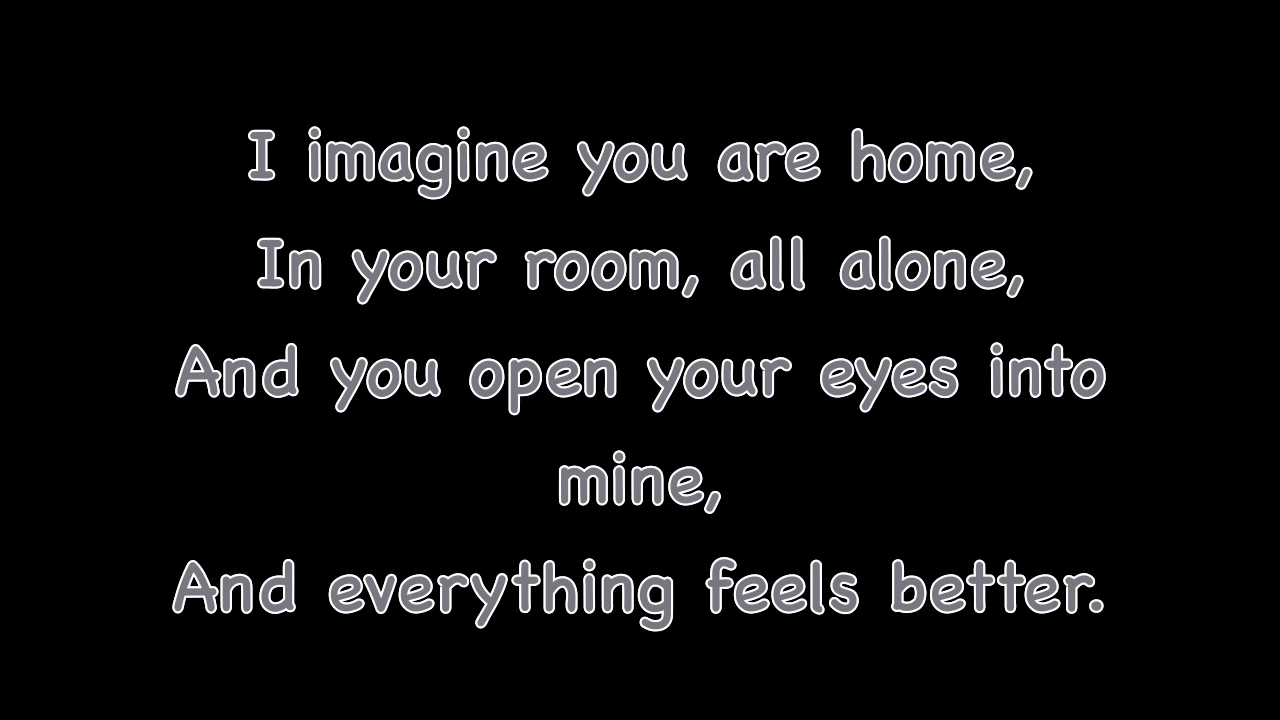 I imagine you are home,
In your room, all alone,
And you open your eyes into
mine,
And everything feels better.